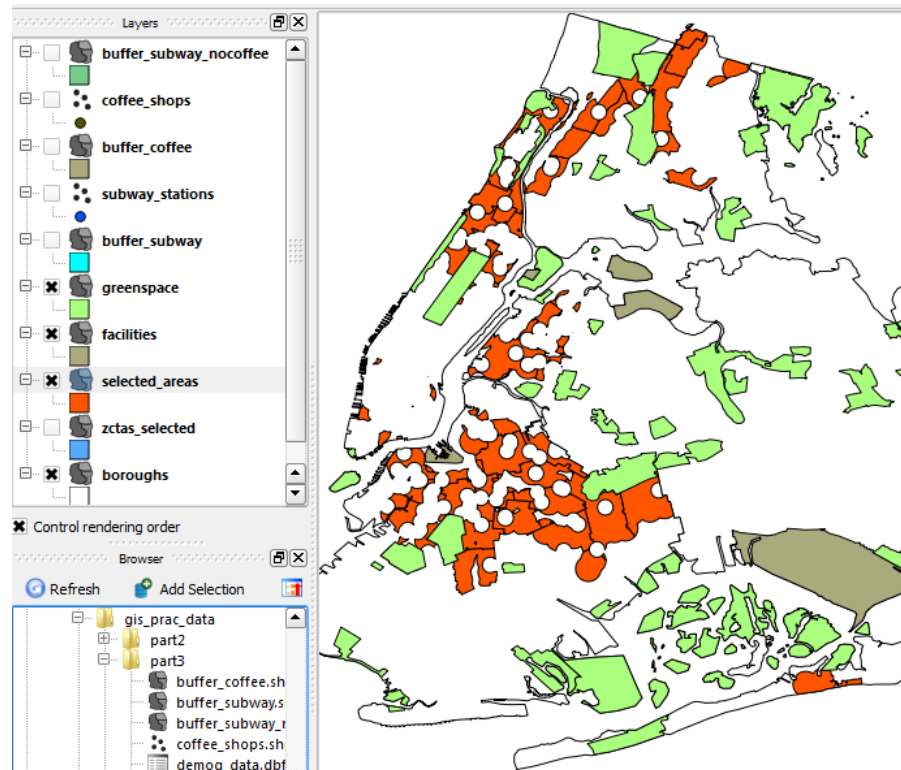 Layers
buffer_subway_nocoffee
coffee_shops
buffer_coffee
subway_stations
buffer_subway
greenspace
facilities
selected_areas
zctas_selected
boroughs
Control rendering order
Browser
Refresh Add Selection
gis_prac_data
part2
part3
buffer_coffee.sh
buffer_subway.s
buffer_subway_r
coffee_shops.sh
demog_data.dbf